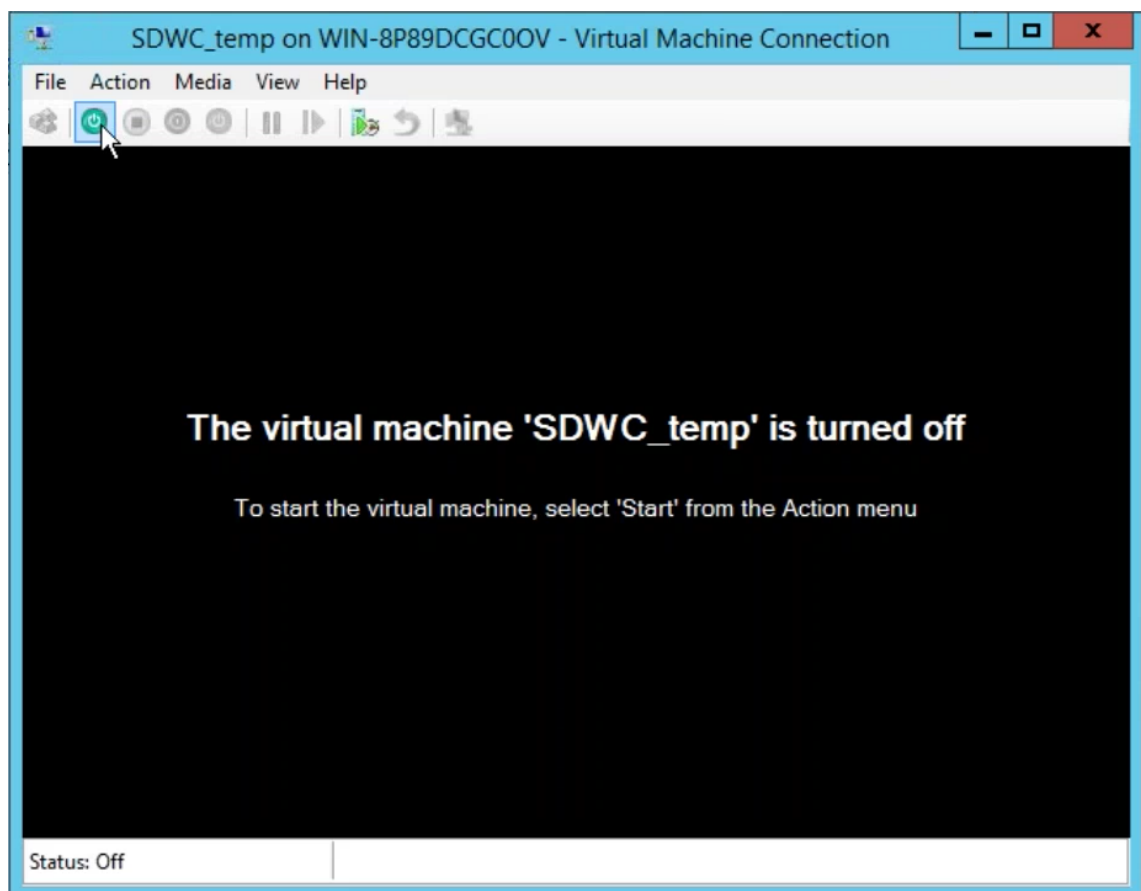 SDWC_temp on WIN-8P89DCGC0OV - Virtual Machine Connection
File Action Media View Help
The virtual machine 'SDWC_temp' is turned off
To start the virtual machine, select 'Start' from the Action menu
Status: Off